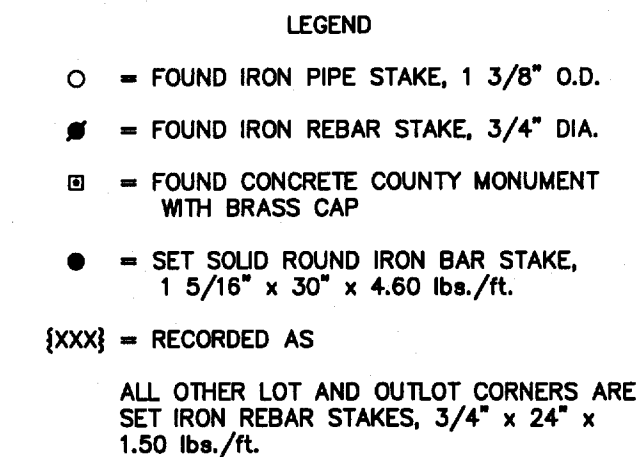 LEGEND
○ = FOUND IRON PIPE STAKE, 1 3/8" O.D.
= FOUND IRON REBAR STAKE, 3/4" DIA.
= FOUND CONCRETE COUNTY MONUMENT
WITH BRASS CAP
● = SET SOLID ROUND IRON BAR STAKE,
1 5/16" x 30" x 4.60 lbs./ft.
{XXX} = RECORDED AS
ALL OTHER LOT AND OUTLOT CORNERS ARE
SET IRON REBAR STAKES, 3/4" x 24" x
1.50 lbs./ft.